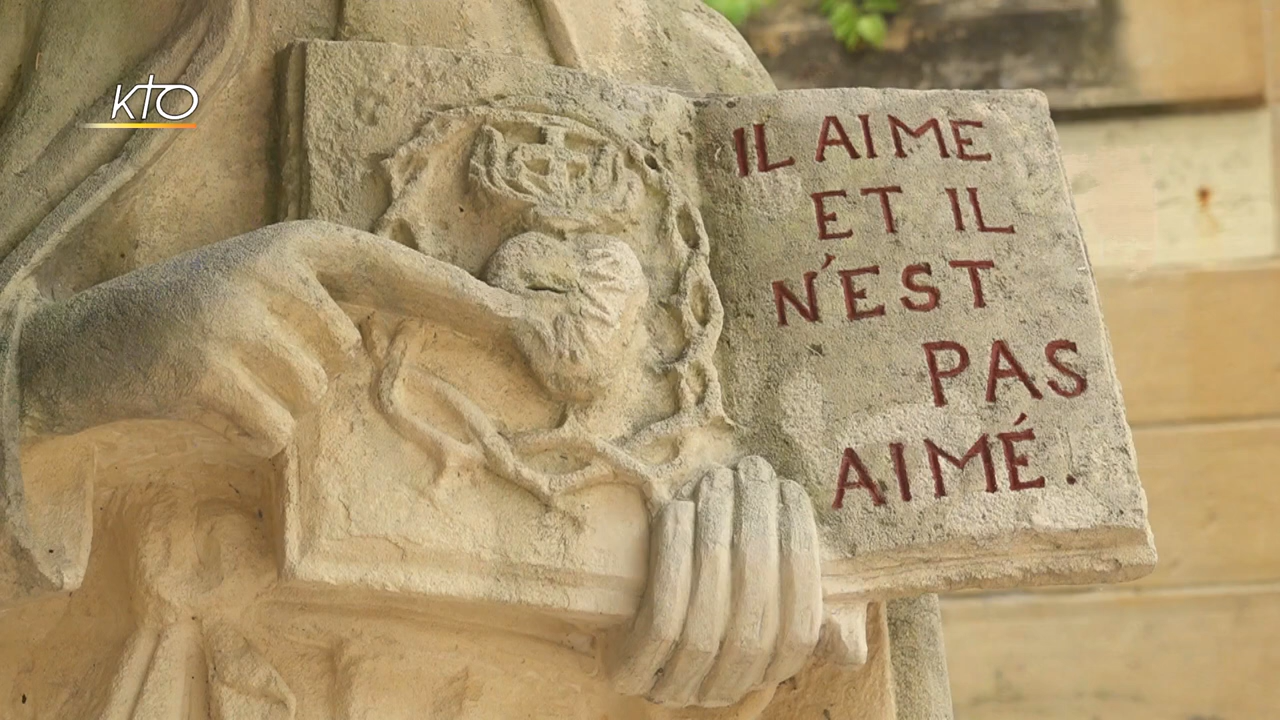 KTO
IL AIME
ET IL
N'EST
PAS
AIMÉ.